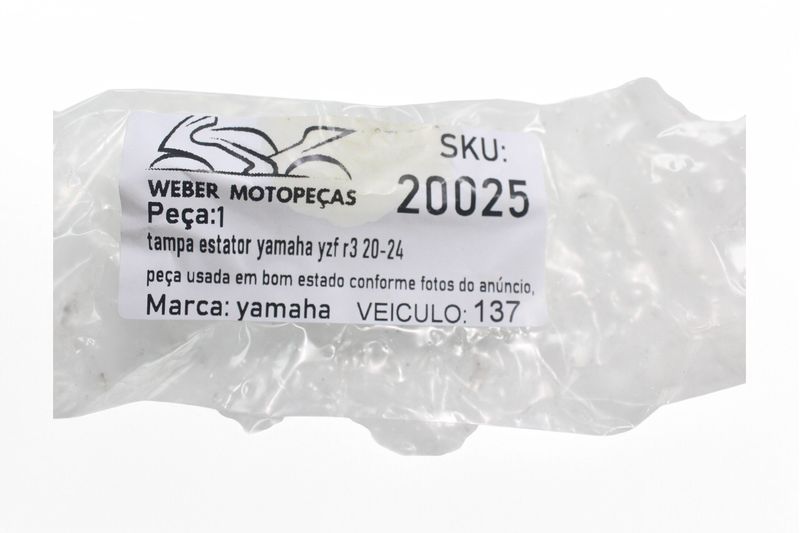 WEBER MOTOPEÇAS
SKU:
20025
Peça:1
tampa estator yamaha yzf r3 20-24
peça usada em bom estado conforme fotos do anúncio,
Marca: yamaha VEICULO: 137